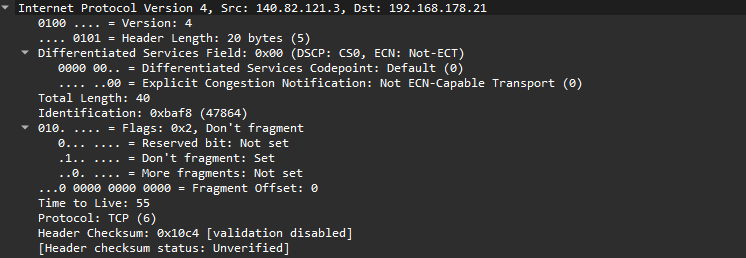 Internet Protocol Version 4, Src: 140.82.121.3, Dst: 192.168.178.21
0100 .... = Version: 4
.... 0101 = Header Length: 20 bytes (5)
Differentiated Services Field: 0x00 (DSCP: CS0, ECN: Not-ECT)
0000 00.. = Differentiated Services Codepoint: Default (0)
.... ..00 = Explicit Congestion Notification: Not ECN-Capable Transport (0)
Total Length: 40
Identification: 0xbaf8 (47864)
010. .... = Flags: 0x2, Don't fragment
0... .... = Reserved bit: Not set
.1.. .... = Don't fragment: Set
..0. .... = More fragments: Not set
...0 0000 0000 0000 = Fragment Offset: 0
Time to Live: 55
Protocol: TCP (6)
Header Checksum: 0x10c4 [validation disabled]
[Header checksum status: Unverified]